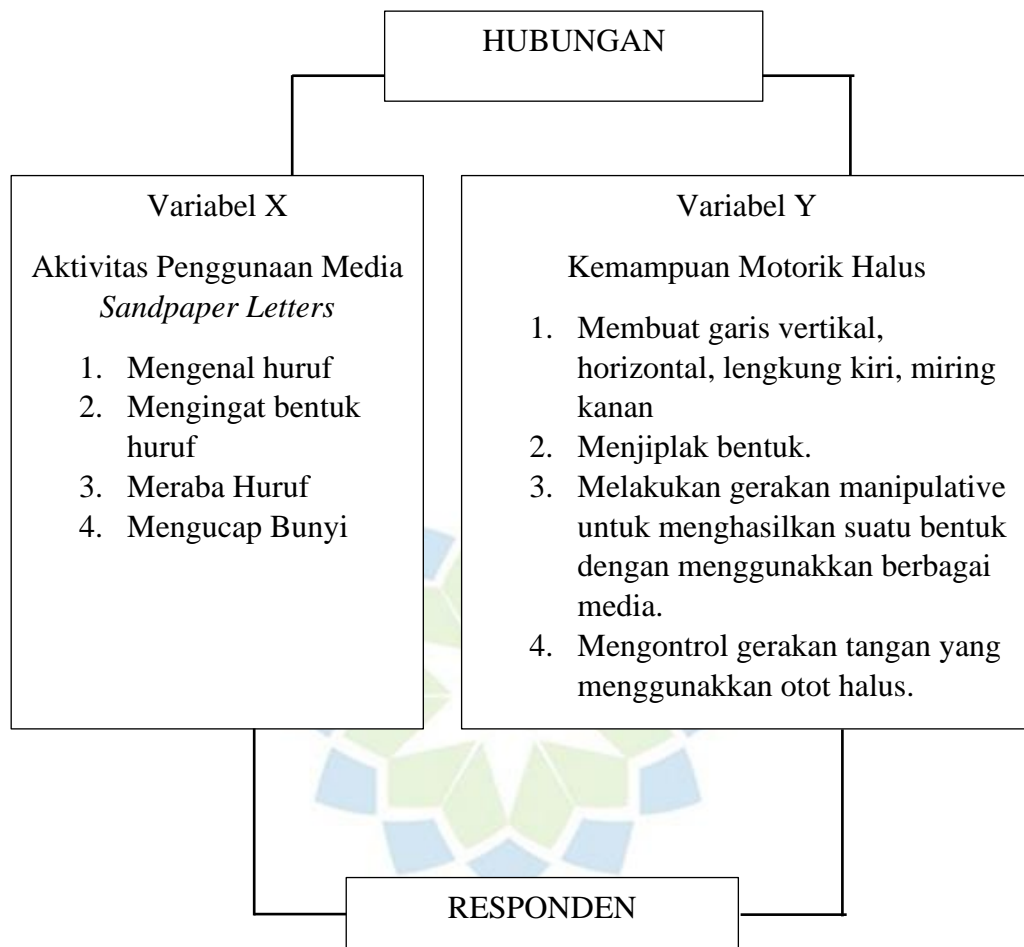 HUBUNGAN
Variabel X
Aktivitas Penggunaan Media
Sandpaper Letters
1. Mengenal huruf
2. Mengingat bentuk
huruf
3. Meraba Huruf
4. Mengucap Bunyi
Variabel Y
Kemampuan Motorik Halus
1. Membuat garis vertikal,
horizontal, lengkung kiri, miring
kanan
2. Menjiplak bentuk.
3. Melakukan gerakan manipulative
untuk menghasilkan suatu bentuk
dengan menggunakkan berbagai
media.
4. Mengontrol gerakan tangan yang
menggunakkan otot halus.
RESPONDEN